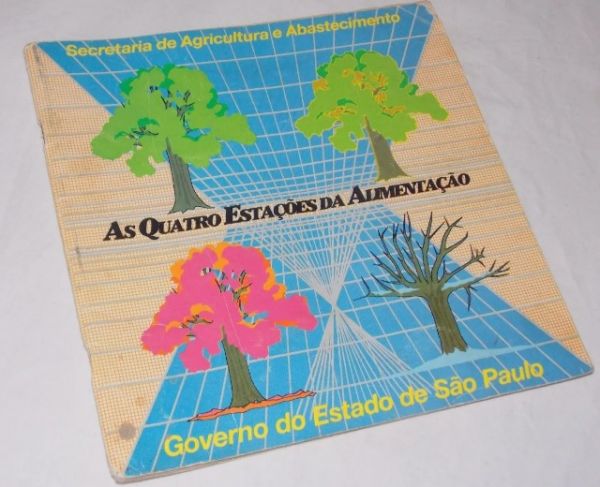 Secretaria de Agricultura e Abastecimento
As Quatro Estações da Alimentação
Governo do Estado de São Paulo